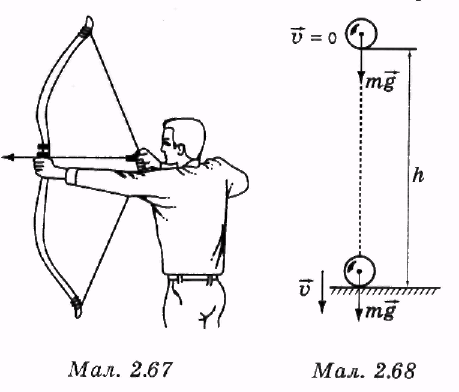 v⃗ = 0
mg⃗
h
v⃗
mg⃗
Мал. 2.67
Мал. 2.68